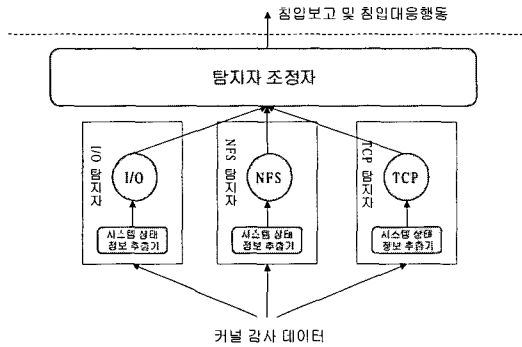 침입보고 및 침입대응행동
탐지자 조정자
I/O 탐지자
I/O
시스템 상태
정보 추출기
NFS 탐지자
NFS
시스템 상태
정보 추출기
TCP 탐지자
TCP
시스템 상태
정보 추출기
커널 감사 데이터